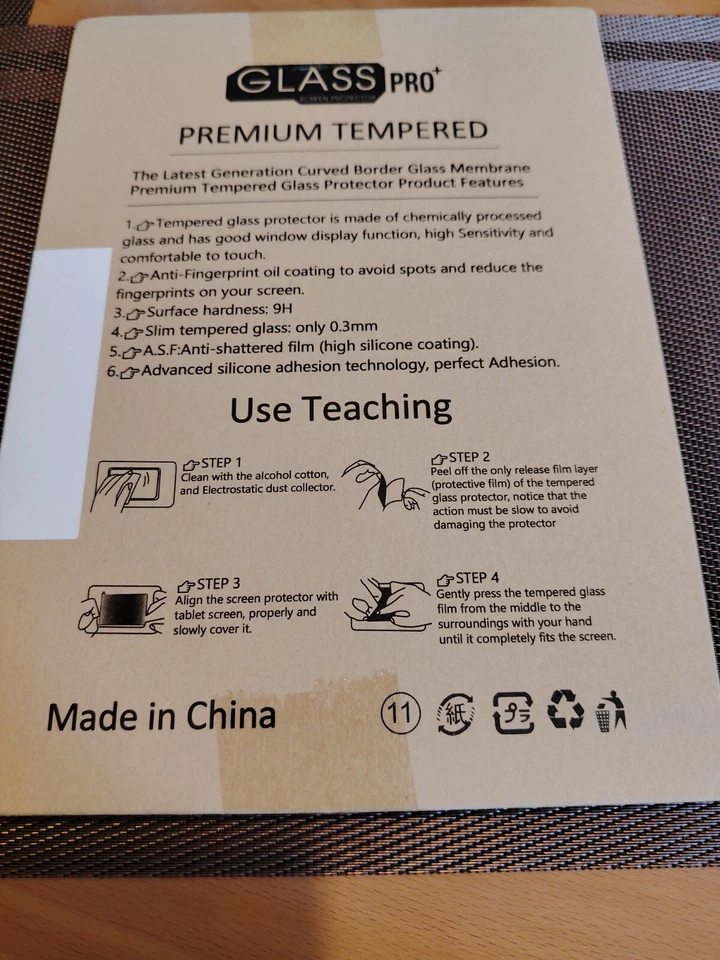 GLASS PRO+
SCREEN PROTECTOR
PREMIUM TEMPERED
The Latest Generation Curved Border Glass Membrane
Premium Tempered Glass Protector Product Features
1.👉Tempered glass protector is made of chemically processed
glass and has good window display function, high Sensitivity and
comfortable to touch.
2.👉Anti-Fingerprint oil coating to avoid spots and reduce the
fingerprints on your screen.
3.👉Surface hardness: 9H
4.👉Slim tempered glass: only 0.3mm
5.👉A.S.F:Anti-shattered film (high silicone coating).
6.👉Advanced silicone adhesion technology, perfect Adhesion.
Use Teaching
👉STEP 1
Clean with the alcohol cotton,
and Electrostatic dust collector.
👉STEP 2
Peel off the only release film layer
(protective film) of the tempered
glass protector, notice that the
action must be slow to avoid
damaging the protector
👉STEP 3
Align the screen protector with
tablet screen, properly and
slowly cover it.
👉STEP 4
Gently press the tempered glass
film from the middle to the
surroundings with your hand
until it completely fits the screen.
Made in China
11 紙 プラ